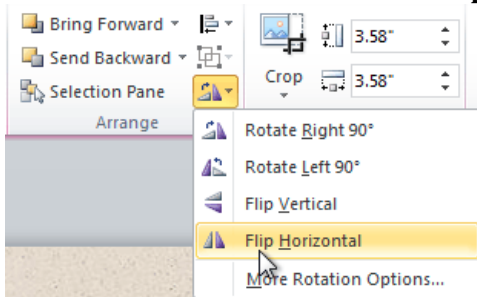 Bring Forward
Send Backward
Selection Pane
Arrange
Crop
3.58"
3.58"
Rotate Right 90°
Rotate Left 90°
Flip Vertical
Flip Horizontal
More Rotation Options...